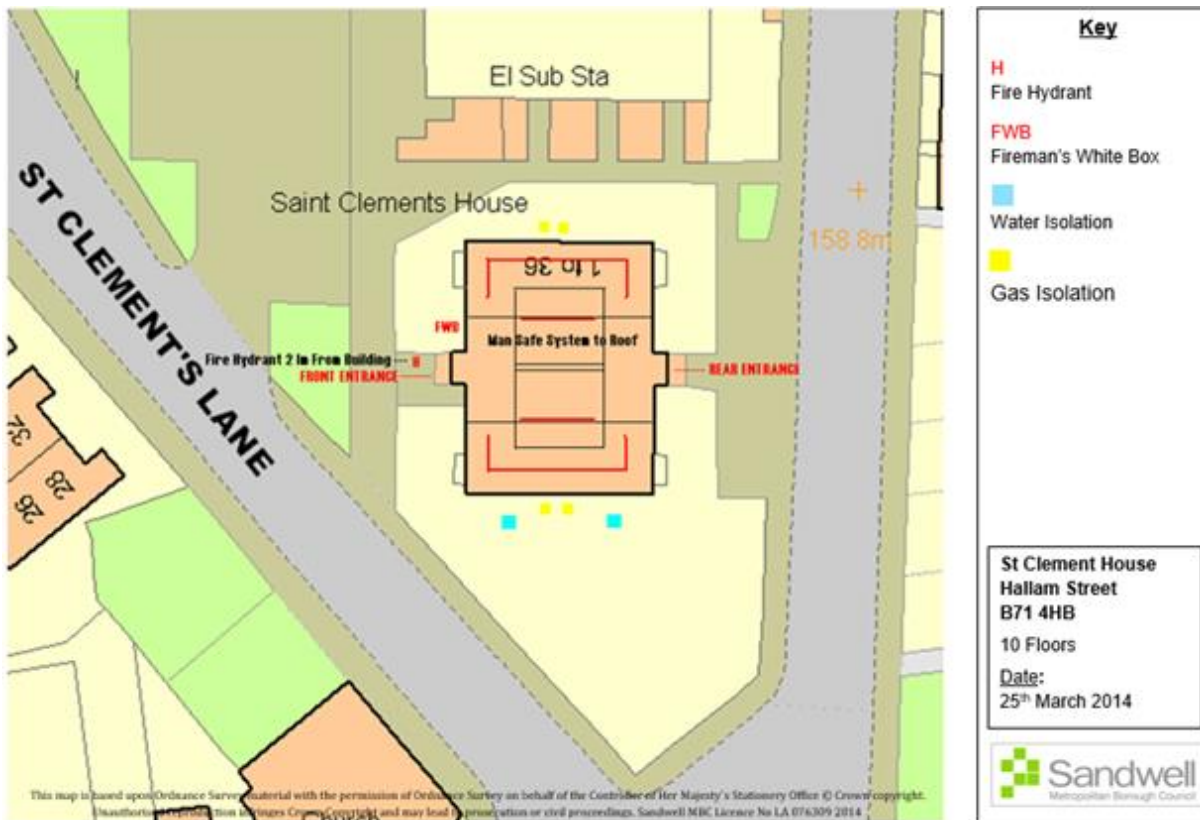 El Sub Sta
Saint Clements House
ST CLEMENT'S LANE
158.8m
1 to 36
FWB
Man Safe System to Roof
Fire Hydrant 2 In From Building --- H
FRONT ENTRANCE
REAR ENTRANCE
32
28
26
This map is based upon Ordnance Survey material with the permission of Ordnance Survey on behalf of the Controller of Her Majesty's Stationery Office © Crown copyright.
Unauthorised reproduction infringes Crown Copyright and may lead to prosecution or civil proceedings. Sandwell MBC Licence No LA 076309 2014
Key
H
Fire Hydrant
FWB
Fireman's White Box
Water Isolation
Gas Isolation
St Clement House
Hallam Street
B71 4HB
10 Floors
Date:
25th March 2014
Sandwell
Metropolitan Borough Council